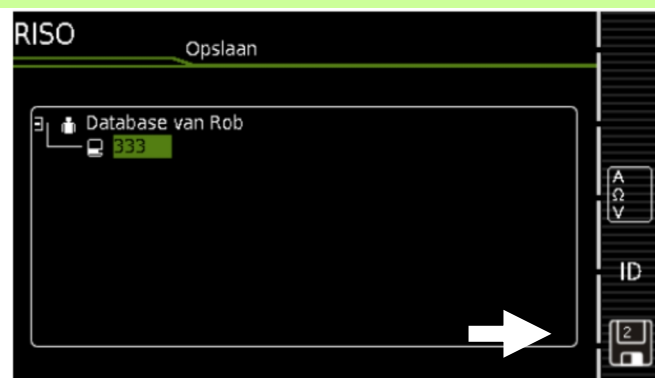 RISO
Opslaan
Database van Rob
333
A
Ω
V
ID
2